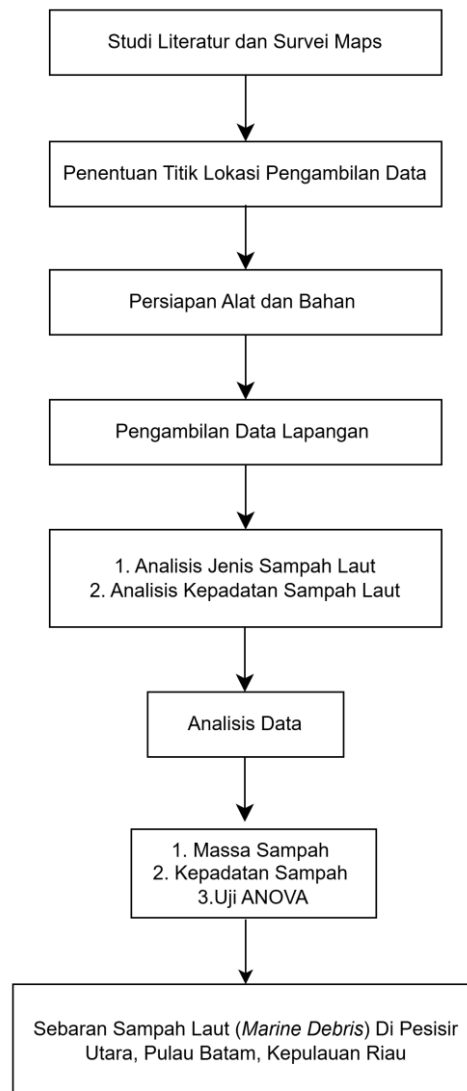 Studi Literatur dan Survei Maps
Penentuan Titik Lokasi Pengambilan Data
Persiapan Alat dan Bahan
Pengambilan Data Lapangan
1. Analisis Jenis Sampah Laut
2. Analisis Kepadatan Sampah Laut
Analisis Data
1. Massa Sampah
2. Kepadatan Sampah
3.Uji ANOVA
Sebaran Sampah Laut (Marine Debris) Di Pesisir
Utara, Pulau Batam, Kepulauan Riau